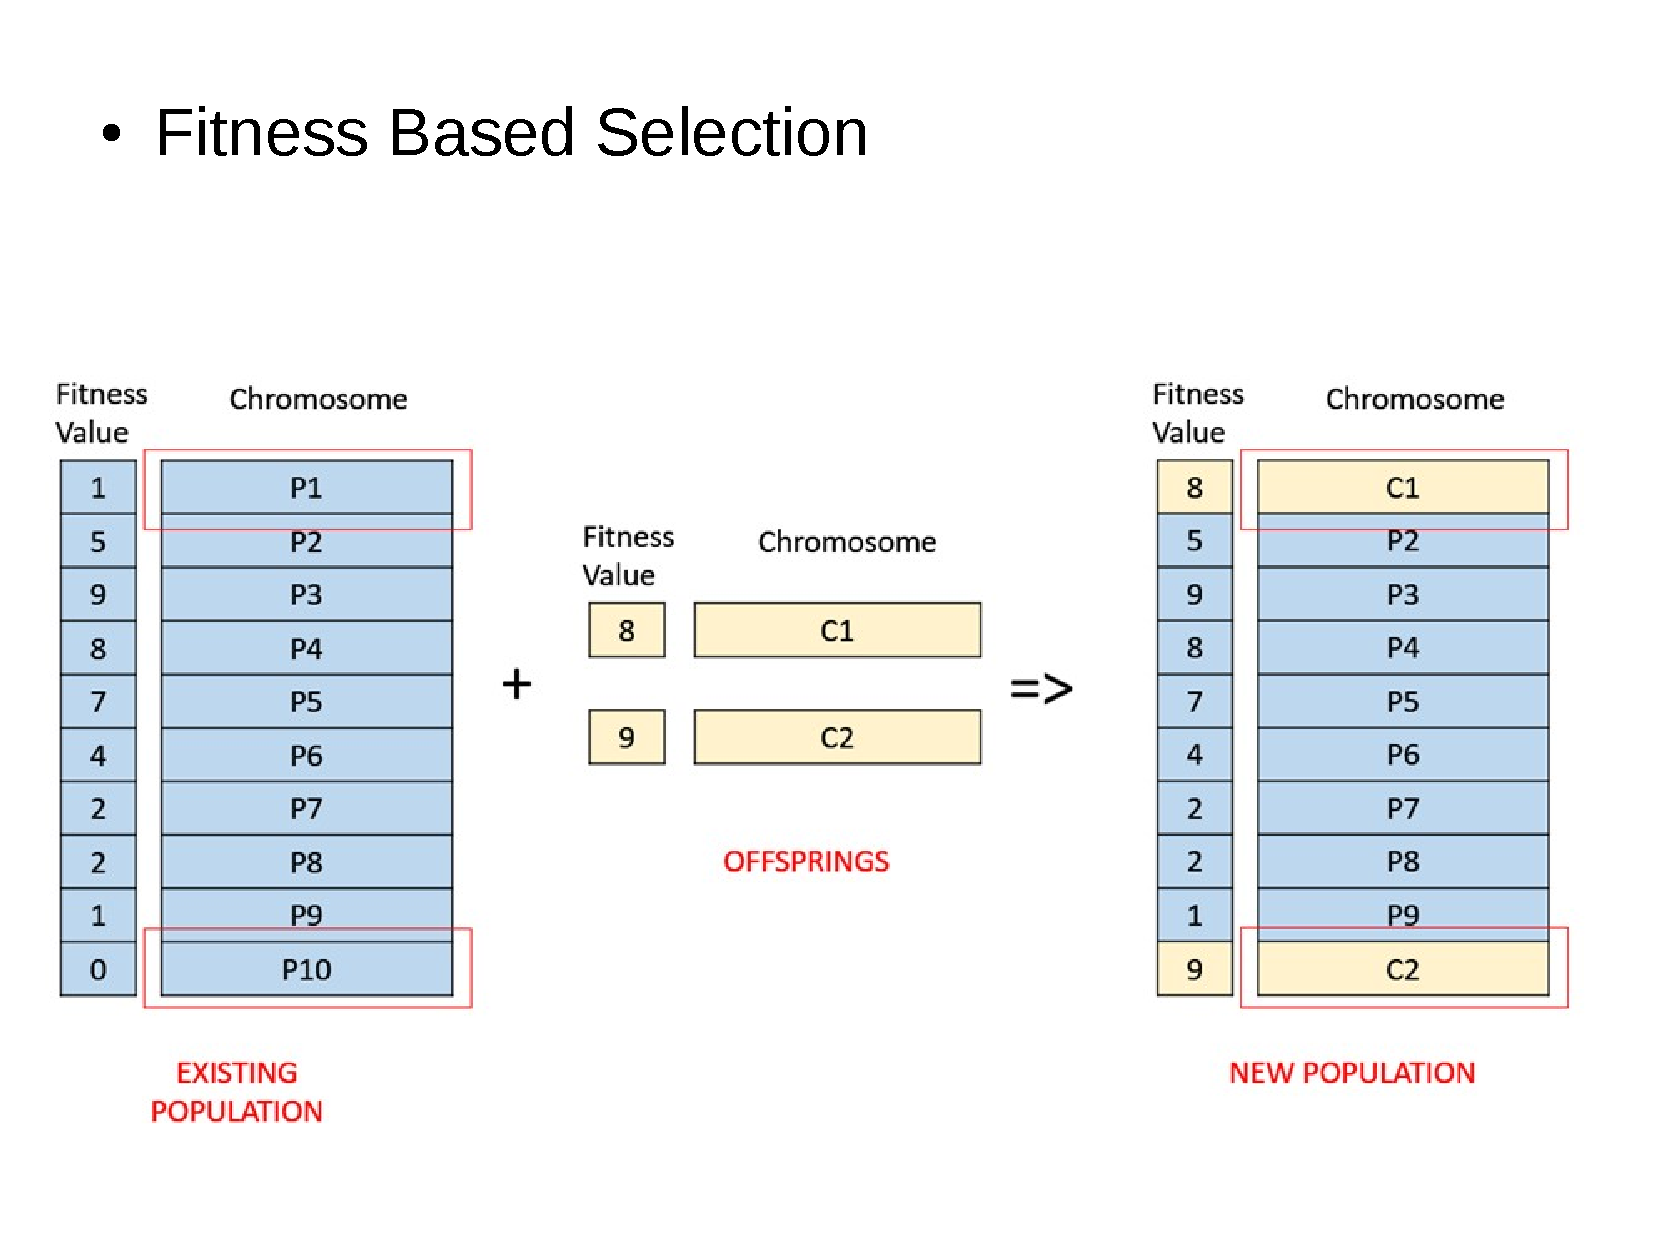 • Fitness Based Selection
Fitness
Value
Chromosome
1 P1
5 P2
9 P3
8 P4
7 P5
4 P6
2 P7
2 P8
1 P9
0 P10
EXISTING
POPULATION
+
Fitness
Value
Chromosome
8 C1
9 C2
OFFSPRINGS
=>
Fitness
Value
Chromosome
8 C1
5 P2
9 P3
8 P4
7 P5
4 P6
2 P7
2 P8
1 P9
9 C2
NEW POPULATION